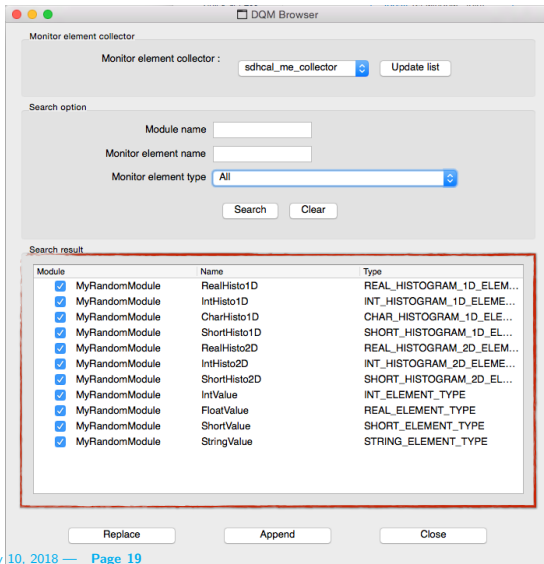 DQM Browser
Monitor element collector
Monitor element collector :
sdhcal_me_collector
Update list
Search option
Module name
Monitor element name
Monitor element type
All
Search
Clear
Search result
Module Name Type
MyRandomModule RealHisto1D REAL_HISTOGRAM_1D_ELEM...
MyRandomModule IntHisto1D INT_HISTOGRAM_1D_ELEME...
MyRandomModule CharHisto1D CHAR_HISTOGRAM_1D_ELE...
MyRandomModule ShortHisto1D SHORT_HISTOGRAM_1D_EL...
MyRandomModule RealHisto2D REAL_HISTOGRAM_2D_ELEM...
MyRandomModule IntHisto2D INT_HISTOGRAM_2D_ELEME...
MyRandomModule ShortHisto2D SHORT_HISTOGRAM_2D_EL...
MyRandomModule IntValue INT_ELEMENT_TYPE
MyRandomModule FloatValue REAL_ELEMENT_TYPE
MyRandomModule ShortValue SHORT_ELEMENT_TYPE
MyRandomModule StringValue STRING_ELEMENT_TYPE
Replace
Append
Close
10, 2018 — Page 19